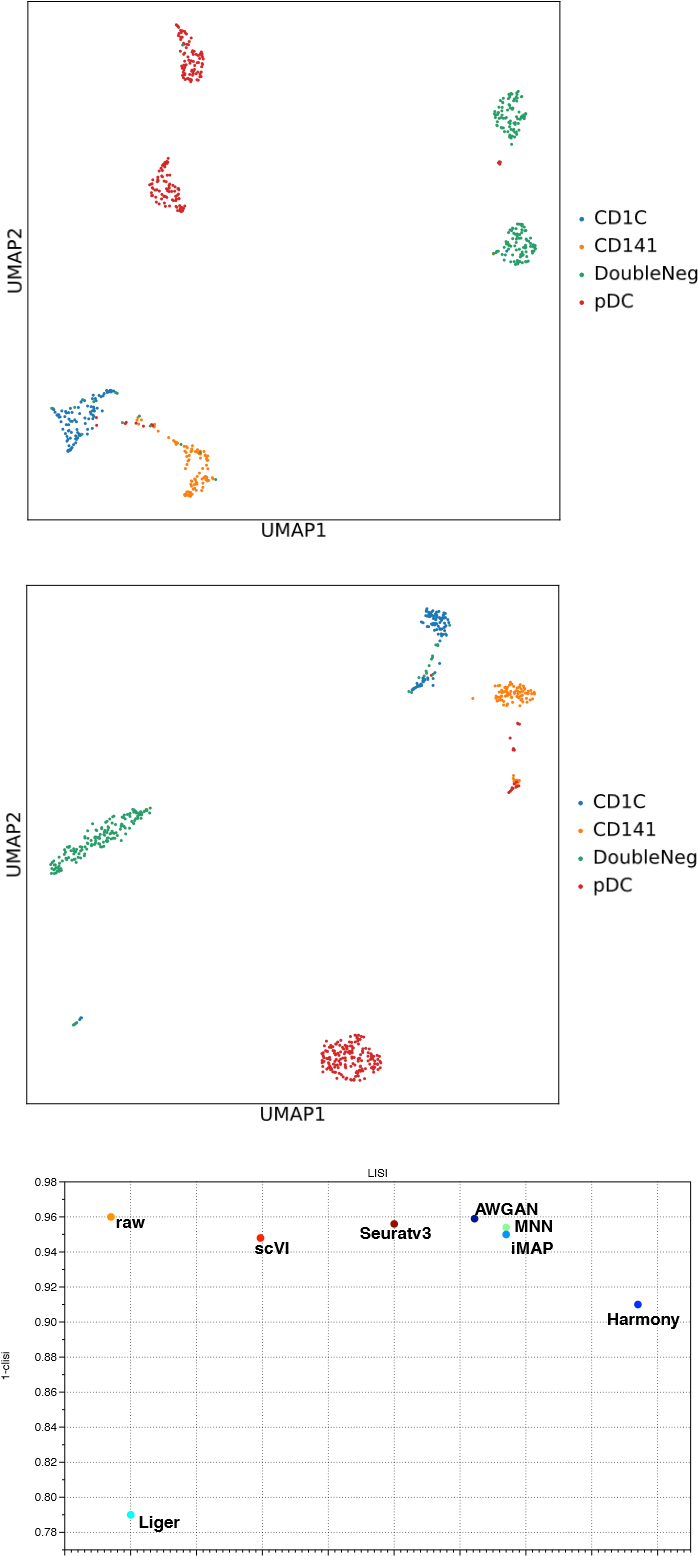 UMAP2
CD1C
CD141
DoubleNeg
pDC
UMAP1
UMAP2
CD1C
CD141
DoubleNeg
pDC
UMAP1
LISI
1-clisi
0.98
0.96
0.94
0.92
0.90
0.88
0.86
0.84
0.82
0.80
0.78
raw
scVI
Seuratv3
AWGAN
MNN
iMAP
Harmony
Liger